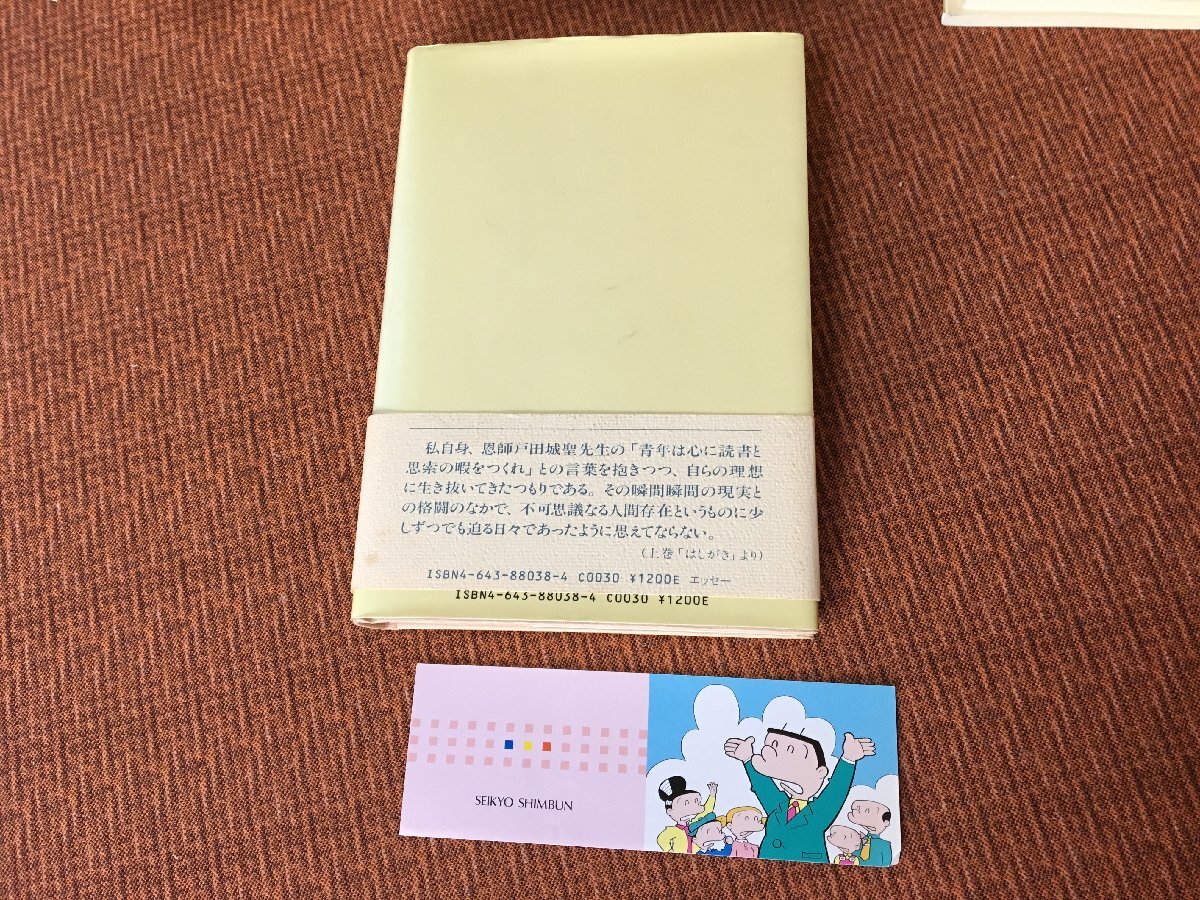 私自身、恩師戸田城聖先生の「青年は心に読書と
思索の暇をつくれ」との言葉を抱きつつ、自らの理想
に生き抜いてきたつもりである。その瞬間瞬間の現実と
の格闘のなかで、不可思議なる人間存在というものに少
しずつでも迫る日々であったように思えてならない。
（上巻「はしがき」より）
ISBN4-643-88038-4 C0030 ¥1200E エッセー
ISBN4-643-88038-4 C0030 ¥1200E
SEIKYO SHIMBUN